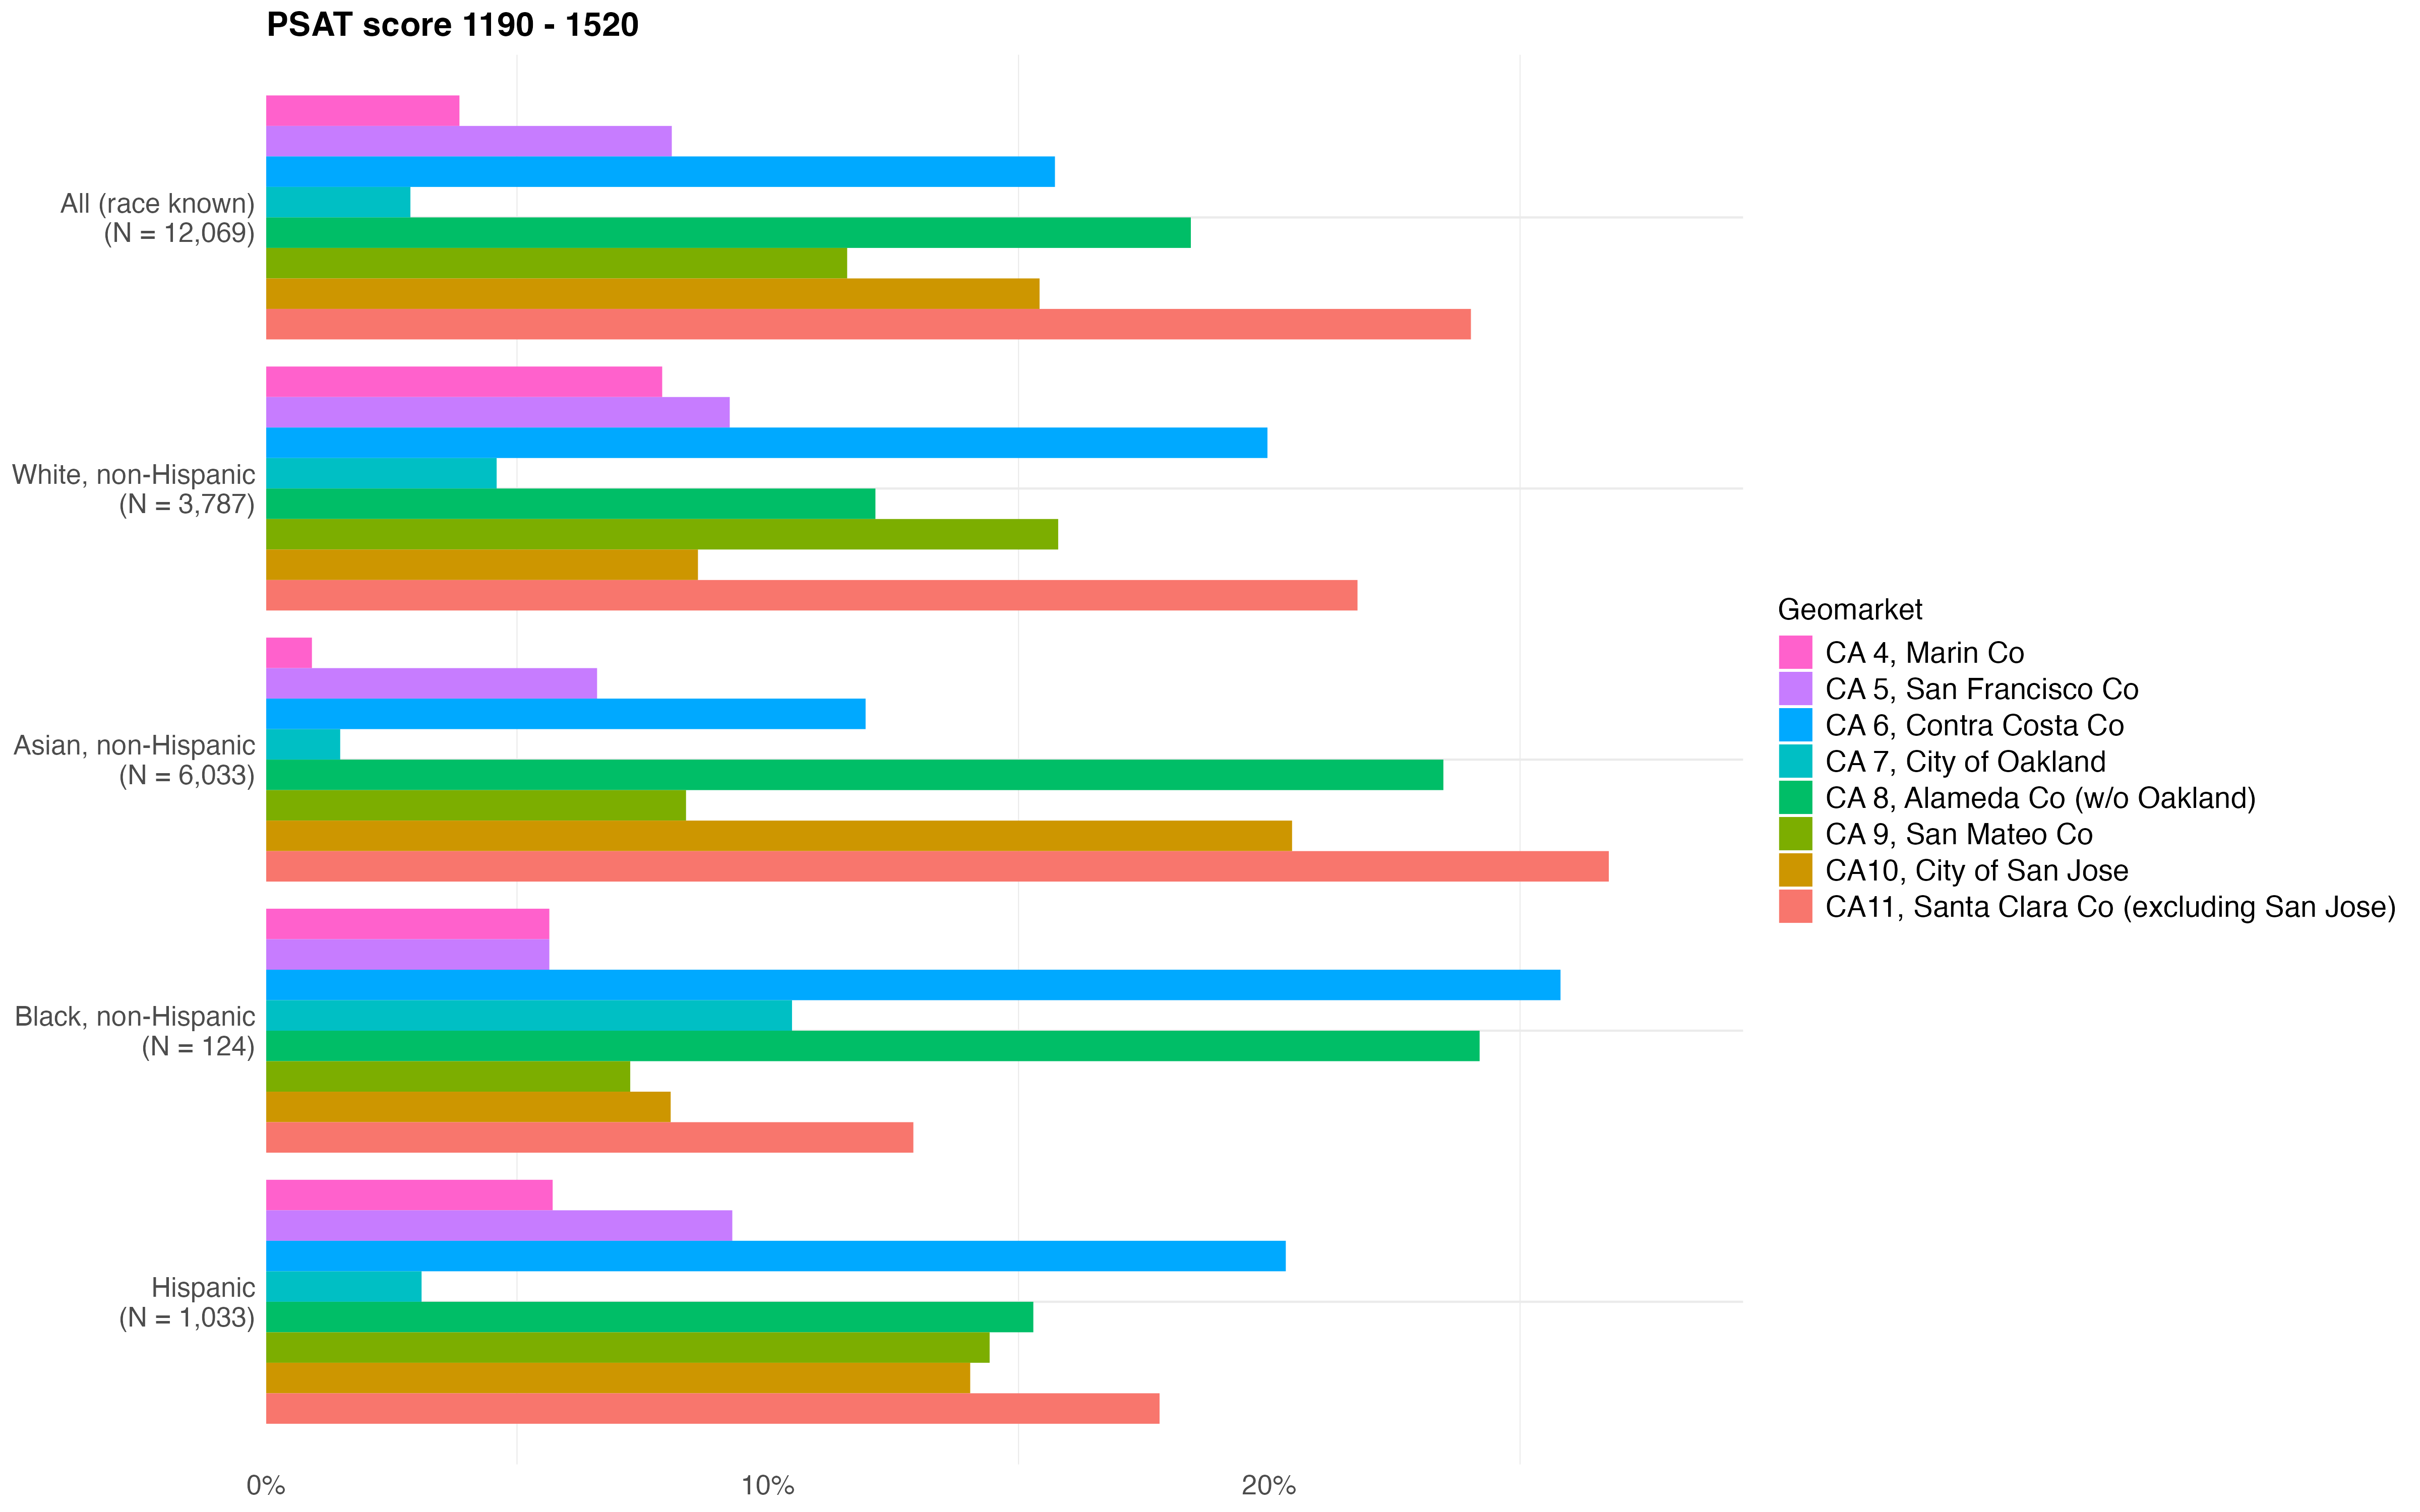 PSAT score 1190 - 1520
All (race known)
(N = 12,069)
White, non-Hispanic
(N = 3,787)
Asian, non-Hispanic
(N = 6,033)
Black, non-Hispanic
(N = 124)
Hispanic
(N = 1,033)
0% 10% 20%
Geomarket
CA 4, Marin Co
CA 5, San Francisco Co
CA 6, Contra Costa Co
CA 7, City of Oakland
CA 8, Alameda Co (w/o Oakland)
CA 9, San Mateo Co
CA10, City of San Jose
CA11, Santa Clara Co (excluding San Jose)